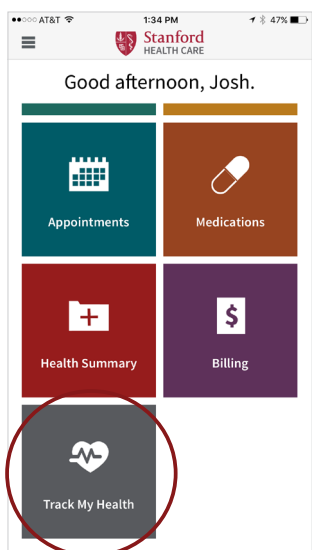 AT&T 1:34 PM 47%
Stanford
HEALTH CARE
Good afternoon, Josh.
Appointments
Medications
$
Health Summary
Billing
Track My Health